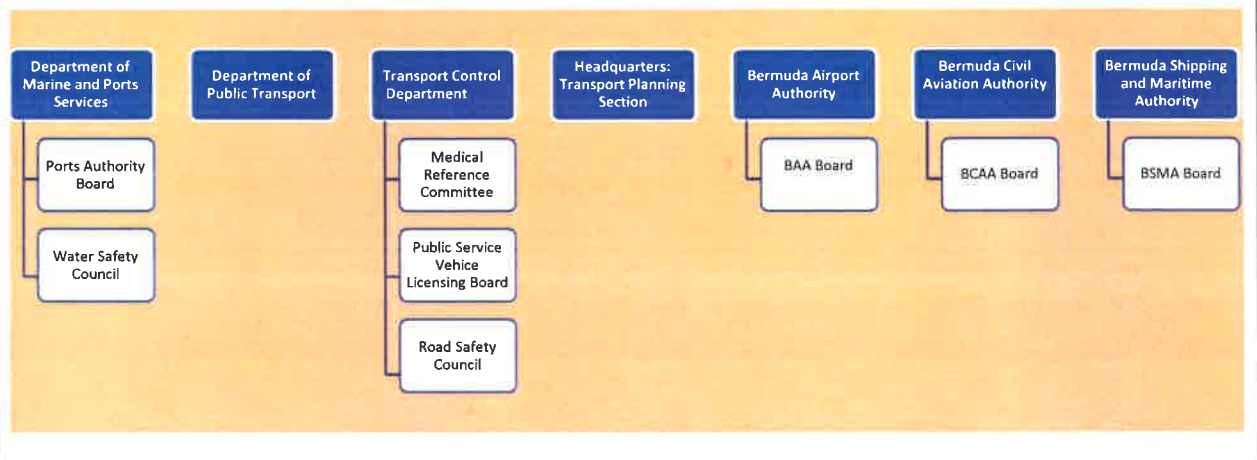 Department of
Marine and Ports
Services
Department of
Public Transport
Transport Control
Department
Headquarters:
Transport Planning
Section
Bermuda Airport
Authority
Bermuda Civil
Aviation Authority
Bermuda Shipping
and Maritime
Authority
Ports Authority
Board
Water Safety
Council
Medical
Reference
Committee
Public Service
Vehice
Licensing Board
Road Safety
Council
BAA Board
BCAA Board
BSMA Board